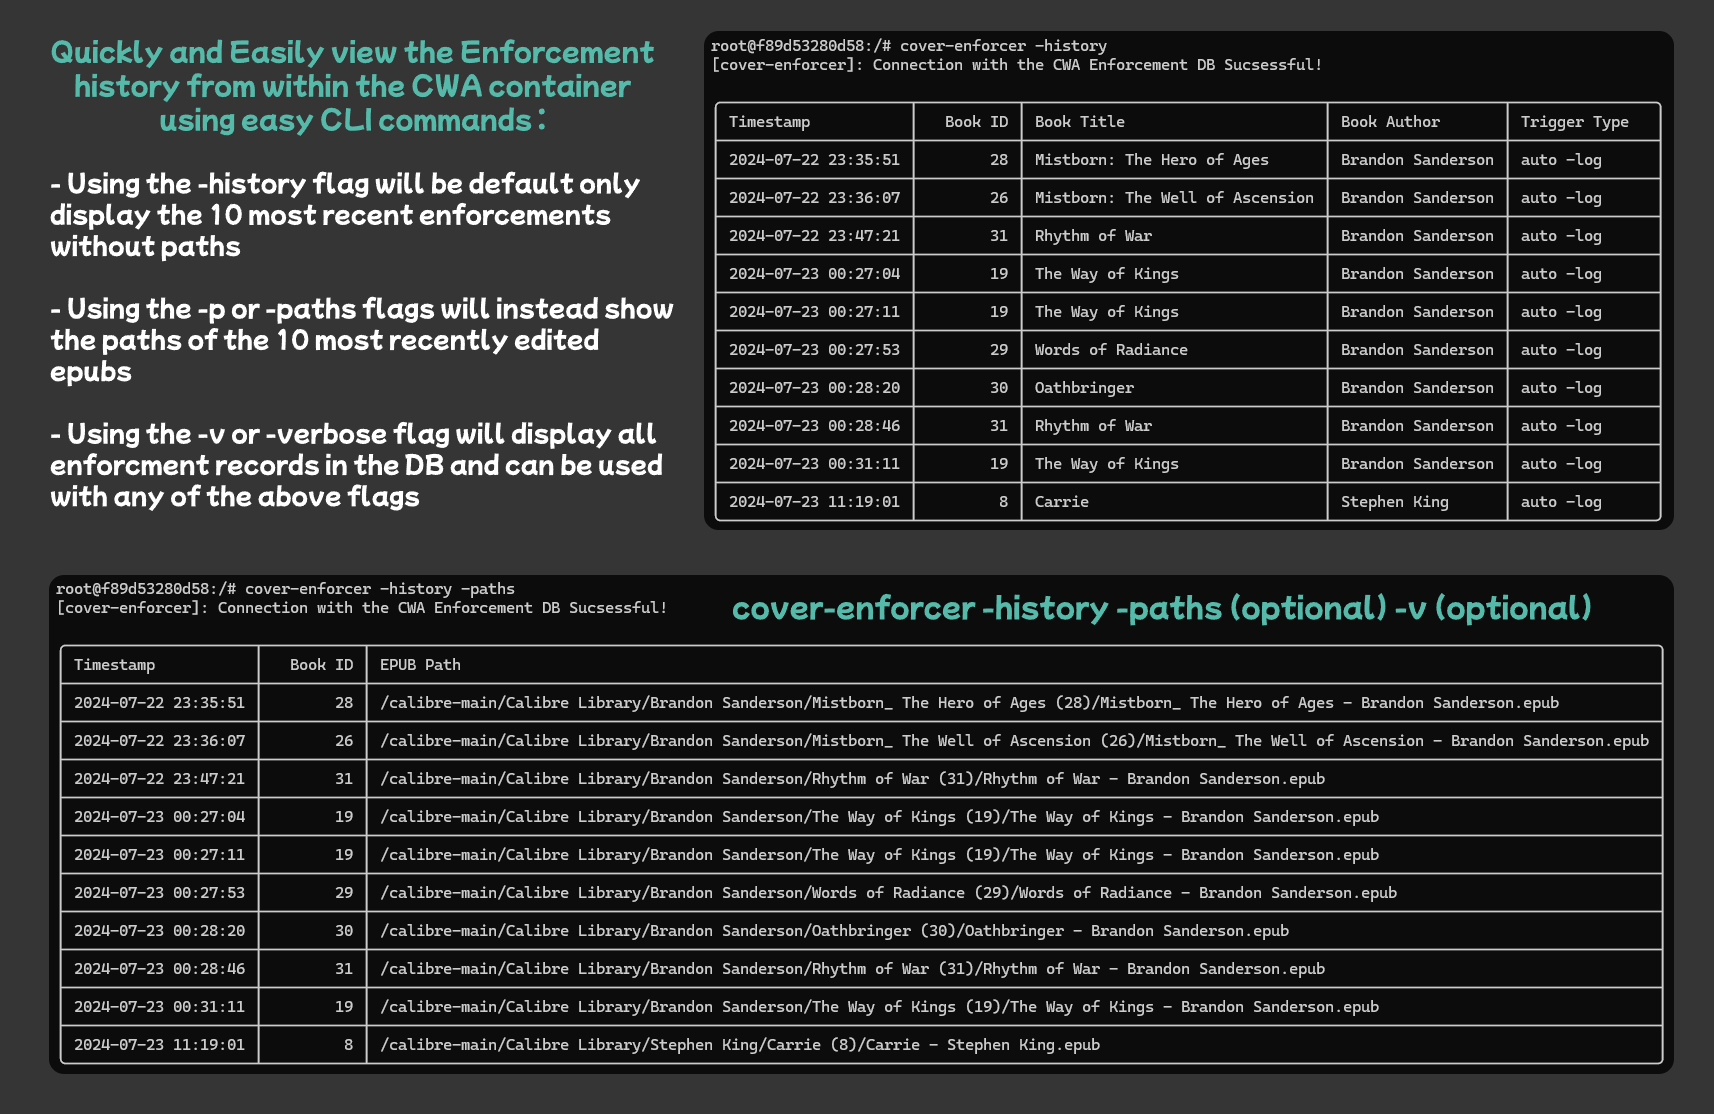 Quickly and Easily view the Enforcement
history from within the CWA container
using easy CLI commands:
- Using the -history flag will be default only
display the 10 most recent enforcements
without paths
- Using the -p or -paths flags will instead show
the paths of the 10 most recently edited
epubs
- Using the -v or -verbose flag will display all
enforcment records in the DB and can be used
with any of the above flags
root@f89d53280d58:/# cover-enforcer -history
[cover-enforcer]: Connection with the CWA Enforcement DB Sucsessful!
Timestamp Book ID Book Title Book Author Trigger Type
2024-07-22 23:35:51 28 Mistborn: The Hero of Ages Brandon Sanderson auto -log
2024-07-22 23:36:07 26 Mistborn: The Well of Ascension Brandon Sanderson auto -log
2024-07-22 23:47:21 31 Rhythm of War Brandon Sanderson auto -log
2024-07-23 00:27:04 19 The Way of Kings Brandon Sanderson auto -log
2024-07-23 00:27:11 19 The Way of Kings Brandon Sanderson auto -log
2024-07-23 00:27:53 29 Words of Radiance Brandon Sanderson auto -log
2024-07-23 00:28:20 30 Oathbringer Brandon Sanderson auto -log
2024-07-23 00:28:46 31 Rhythm of War Brandon Sanderson auto -log
2024-07-23 00:31:11 19 The Way of Kings Brandon Sanderson auto -log
2024-07-23 11:19:01 8 Carrie Stephen King auto -log
root@f89d53280d58:/# cover-enforcer -history -paths
[cover-enforcer]: Connection with the CWA Enforcement DB Sucsessful!
cover-enforcer -history -paths (optional) -v (optional)
Timestamp Book ID EPUB Path
2024-07-22 23:35:51 28 /calibre-main/Calibre Library/Brandon Sanderson/Mistborn_ The Hero of Ages (28)/Mistborn_ The Hero of Ages - Brandon Sanderson.epub
2024-07-22 23:36:07 26 /calibre-main/Calibre Library/Brandon Sanderson/Mistborn_ The Well of Ascension (26)/Mistborn_ The Well of Ascension - Brandon Sanderson.epub
2024-07-22 23:47:21 31 /calibre-main/Calibre Library/Brandon Sanderson/Rhythm of War (31)/Rhythm of War - Brandon Sanderson.epub
2024-07-23 00:27:04 19 /calibre-main/Calibre Library/Brandon Sanderson/The Way of Kings (19)/The Way of Kings - Brandon Sanderson.epub
2024-07-23 00:27:11 19 /calibre-main/Calibre Library/Brandon Sanderson/The Way of Kings (19)/The Way of Kings - Brandon Sanderson.epub
2024-07-23 00:27:53 29 /calibre-main/Calibre Library/Brandon Sanderson/Words of Radiance (29)/Words of Radiance - Brandon Sanderson.epub
2024-07-23 00:28:20 30 /calibre-main/Calibre Library/Brandon Sanderson/Oathbringer (30)/Oathbringer - Brandon Sanderson.epub
2024-07-23 00:28:46 31 /calibre-main/Calibre Library/Brandon Sanderson/Rhythm of War (31)/Rhythm of War - Brandon Sanderson.epub
2024-07-23 00:31:11 19 /calibre-main/Calibre Library/Brandon Sanderson/The Way of Kings (19)/The Way of Kings - Brandon Sanderson.epub
2024-07-23 11:19:01 8 /calibre-main/Calibre Library/Stephen King/Carrie (8)/Carrie - Stephen King.epub